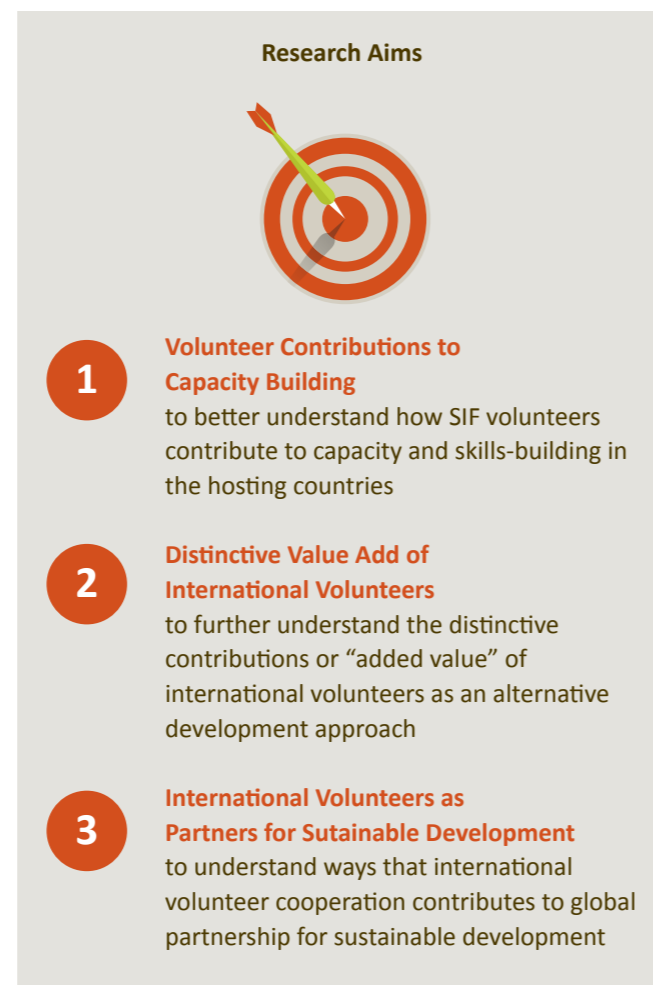 Research Aims
1
Volunteer Contributions to
Capacity Building
to better understand how SIF volunteers
contribute to capacity and skills-building in
the hosting countries
2
Distinctive Value Add of
International Volunteers
to further understand the distinctive
contributions or “added value” of
international volunteers as an alternative
development approach
3
International Volunteers as
Partners for Sutainable Development
to understand ways that international
volunteer cooperation contributes to global
partnership for sustainable development